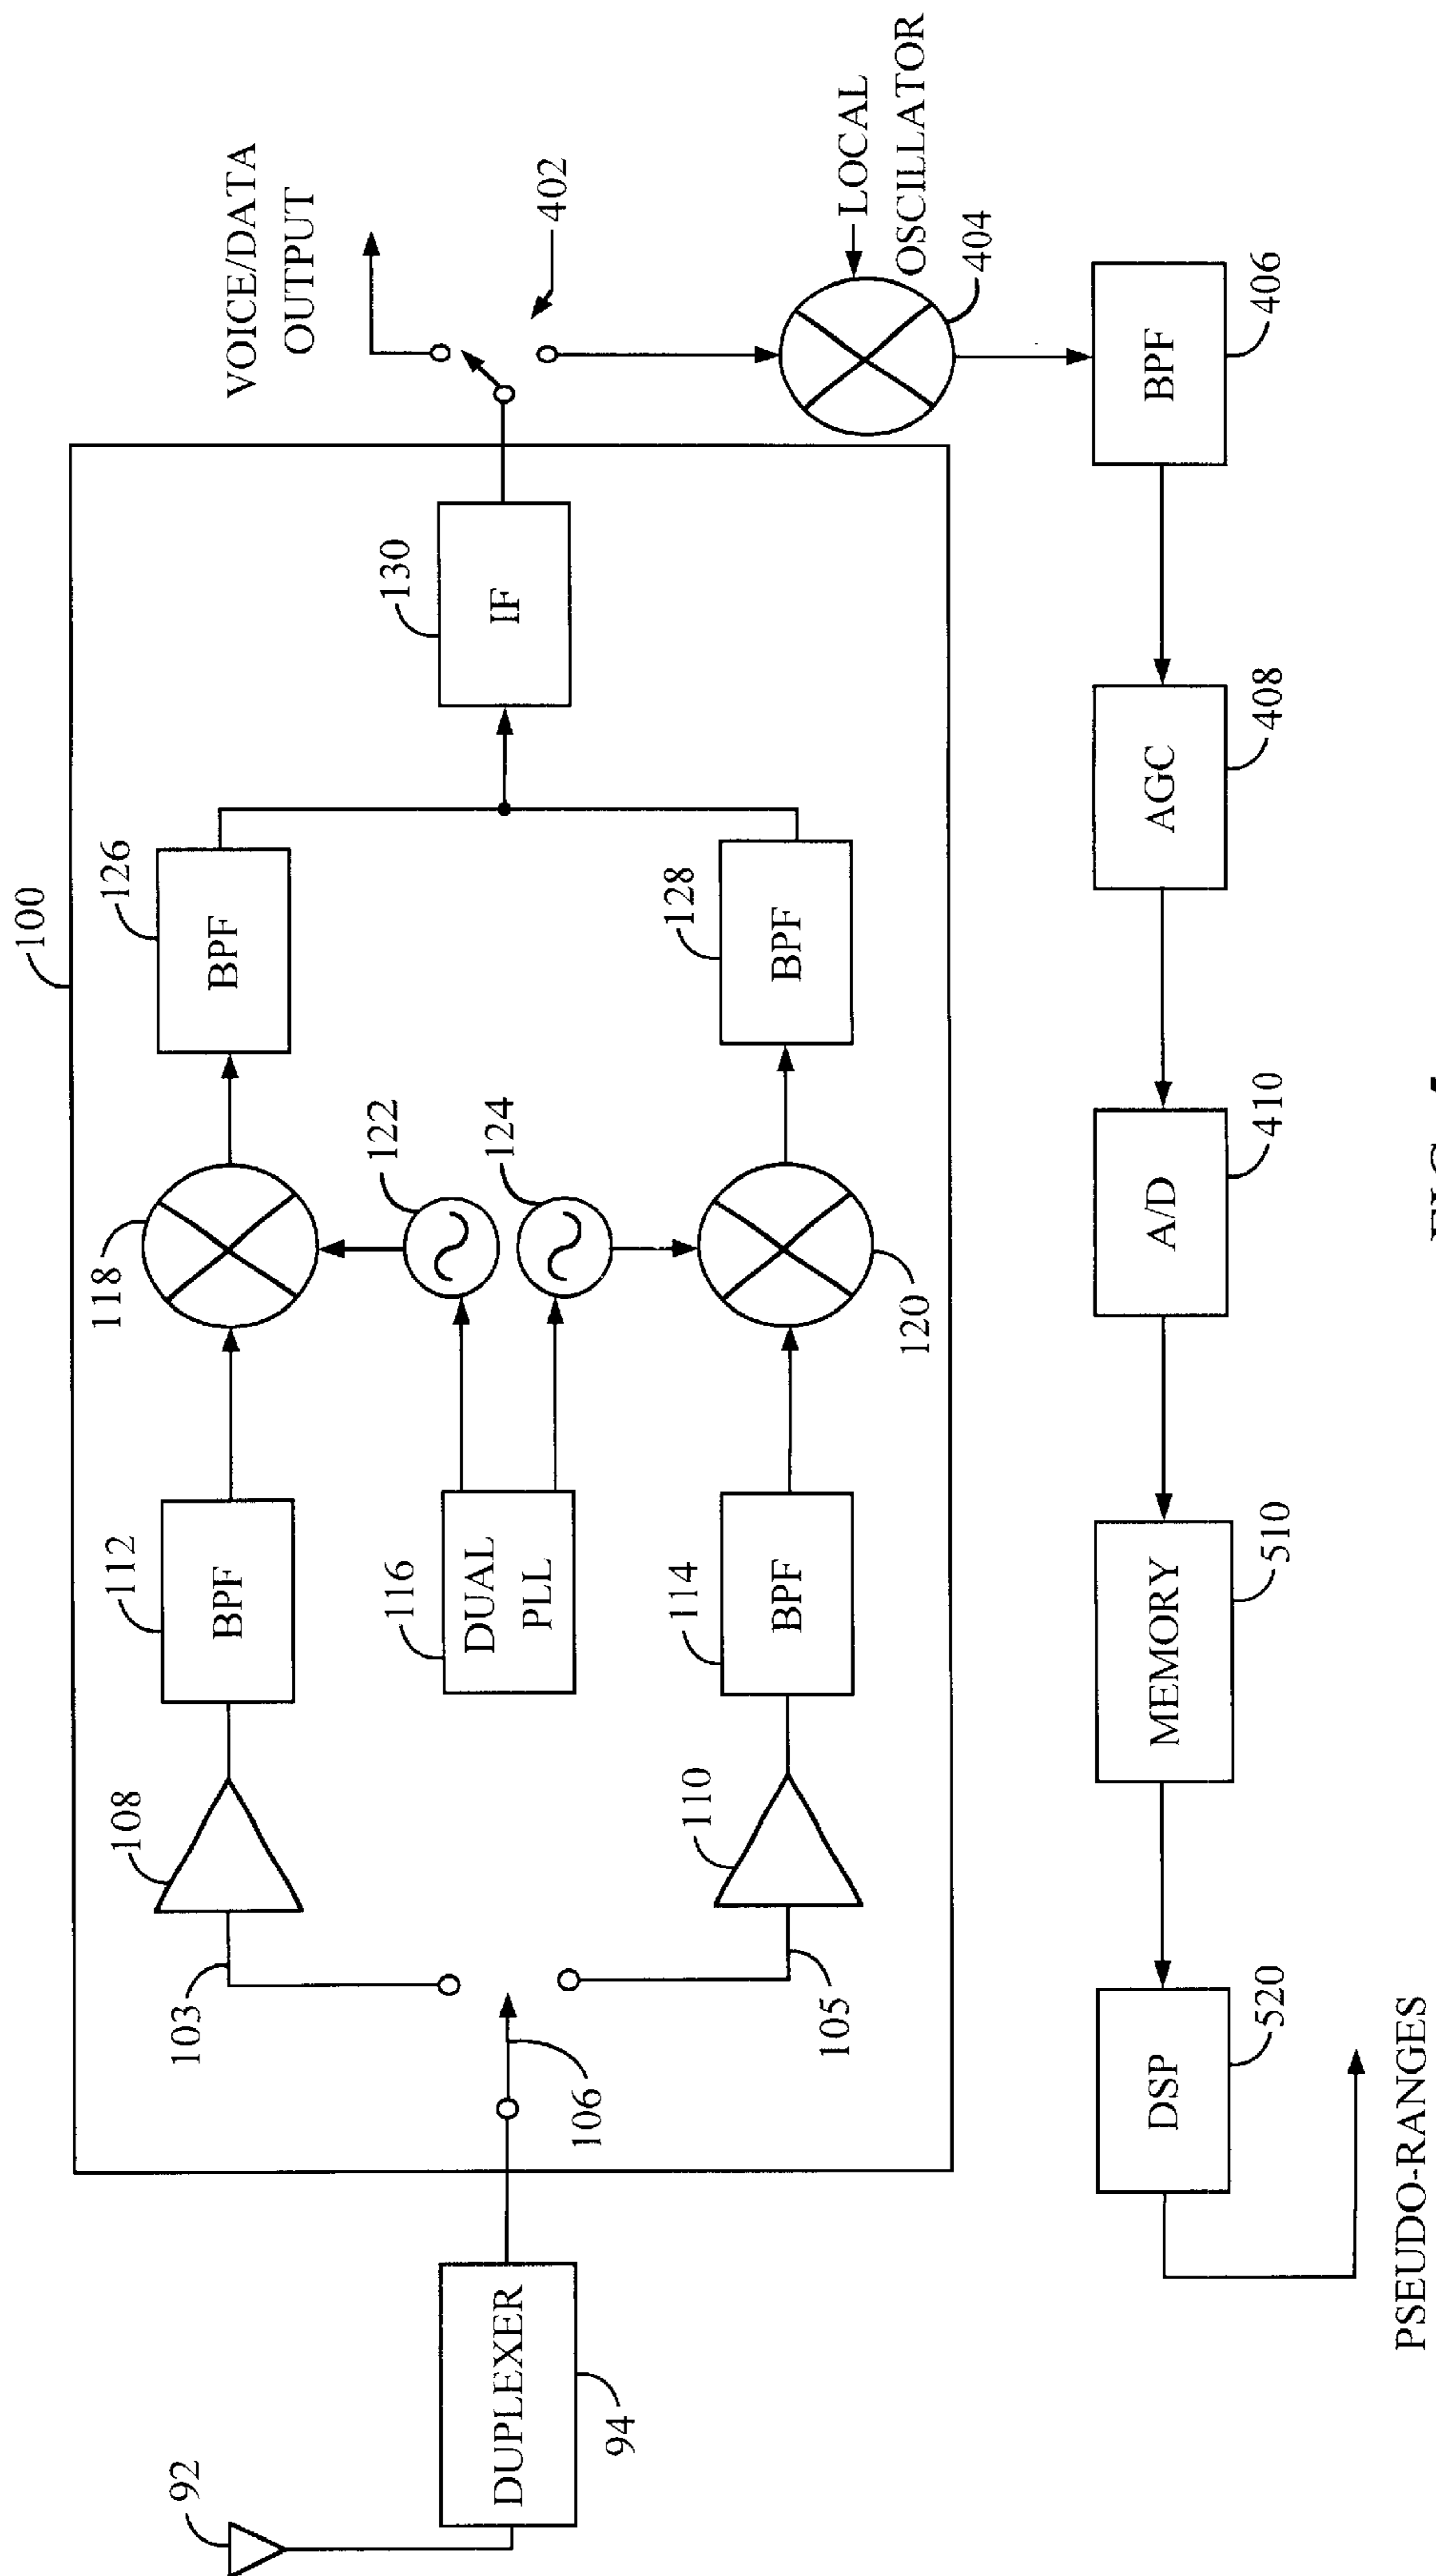 100
VOICE/DATA
OUTPUT
92
DUPLEXER
94
103
106
105
108
110
112
BPF
116
DUAL
PLL
114
BPF
118
122
124
120
126
BPF
128
BPF
130
IF
402
LOCAL
OSCILLATOR
404
BPF
406
AGC
408
A/D
410
MEMORY
510
DSP
520
PSEUDO-RANGES